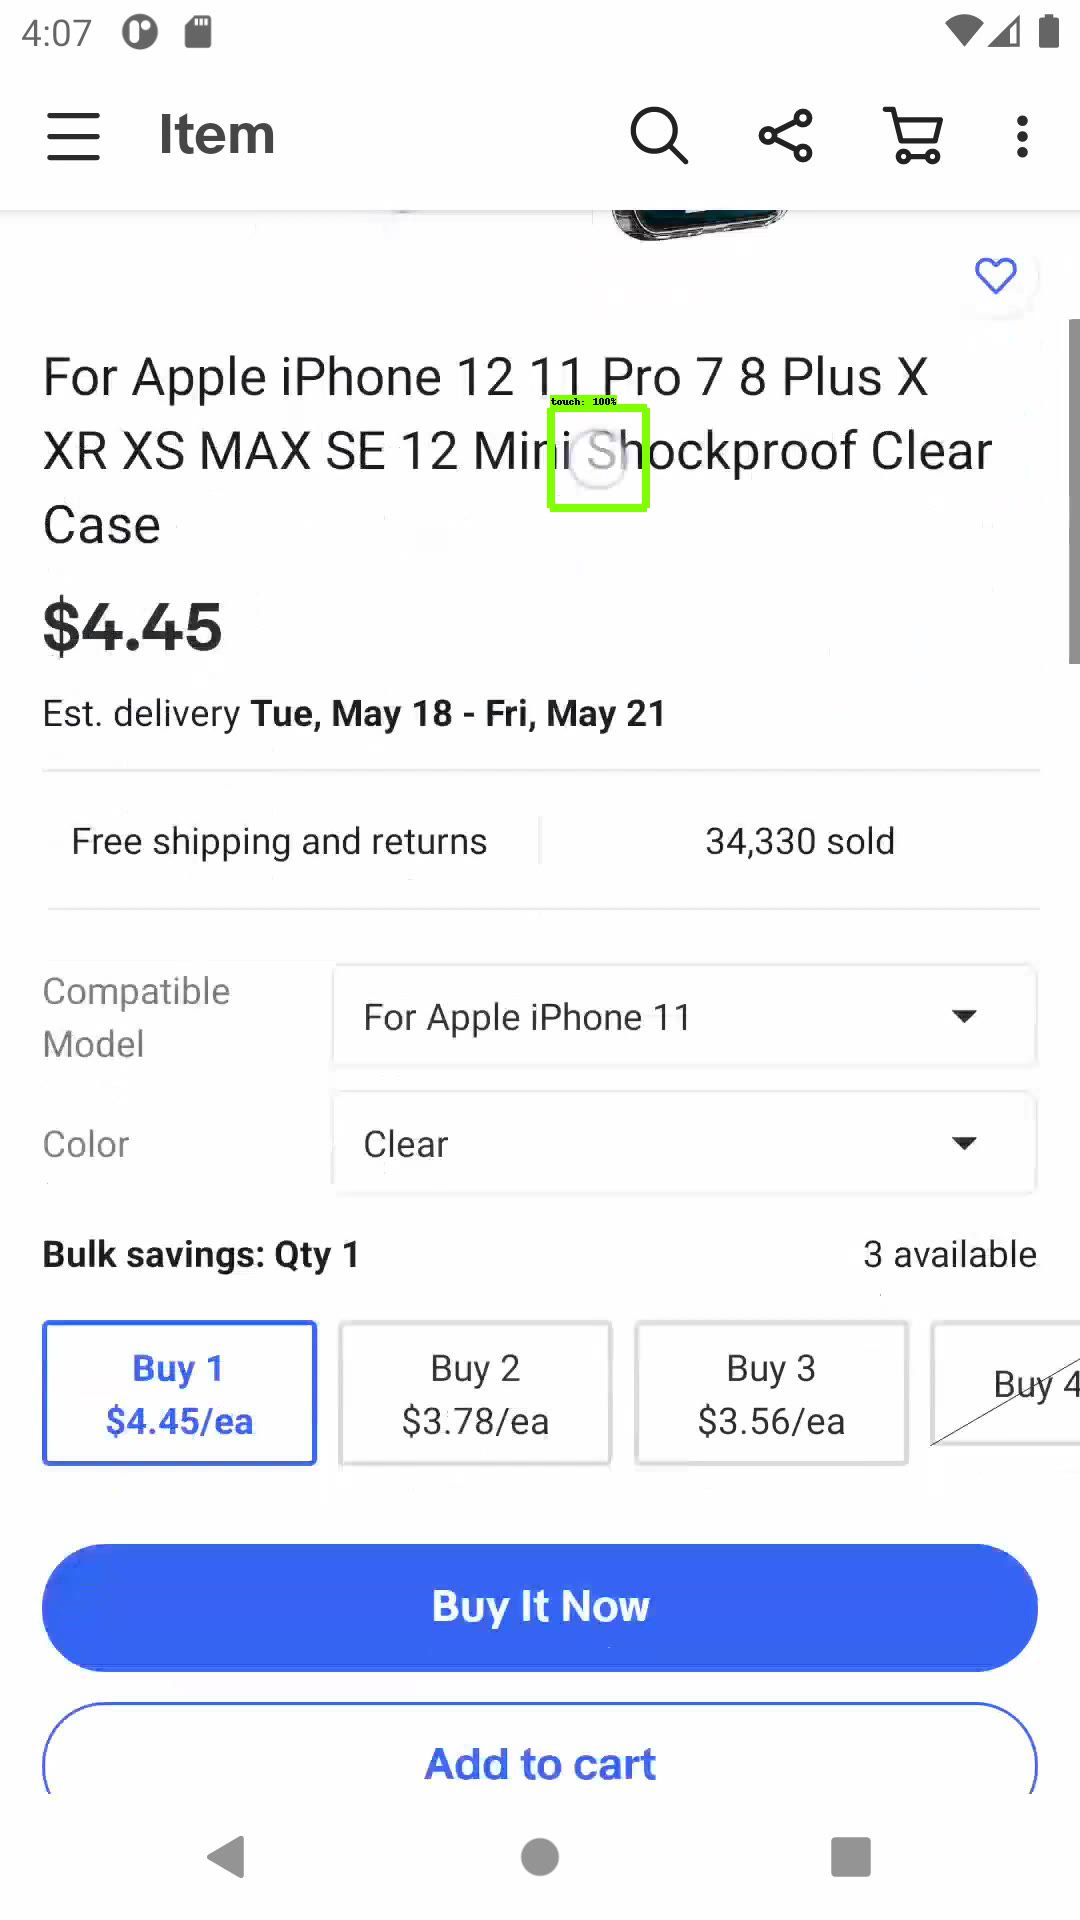 4:07
Item
For Apple iPhone 12 11 Pro 7 8 Plus X
touch: 100%
XR XS MAX SE 12 Mini Shockproof Clear
Case
$4.45
Est. delivery Tue, May 18 - Fri, May 21
Free shipping and returns
34,330 sold
Compatible
Model
For Apple iPhone 11
Color
Clear
Bulk savings: Qty 1
3 available
Buy 1
$4.45/ea
Buy 2
$3.78/ea
Buy 3
$3.56/ea
Buy 4
Buy It Now
Add to cart